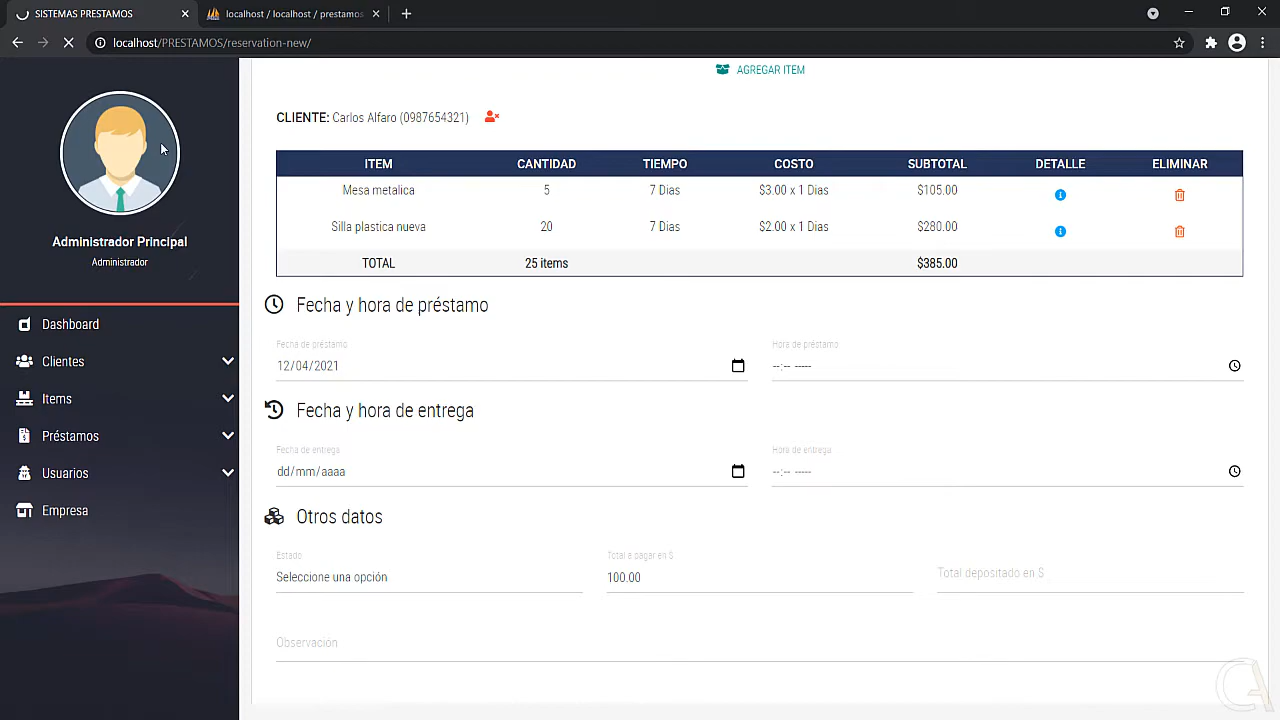 SISTEMAS PRESTAMOS
localhost / localhost / prestamos
localhost/PRESTAMOS/reservation-new/
AGREGAR ITEM
CLIENTE: Carlos Alfaro (0987654321)
ITEM CANTIDAD TIEMPO COSTO SUBTOTAL DETALLE ELIMINAR
Mesa metalica 5 7 Dias $3.00 x 1 Dias $105.00
Silla plastica nueva 20 7 Dias $2.00 x 1 Dias $280.00
TOTAL 25 items $385.00
Administrador Principal
Administrador
Dashboard
Clientes
Items
Préstamos
Usuarios
Empresa
Fecha y hora de préstamo
Fecha de préstamo Hora de préstamo
12/04/2021 --:-- -----
Fecha y hora de entrega
Fecha de entrega Hora de entrega
dd/mm/aaaa --:-- -----
Otros datos
Estado Total a pagar en $
Seleccione una opción 100.00 Total depositado en $
Observación
CA